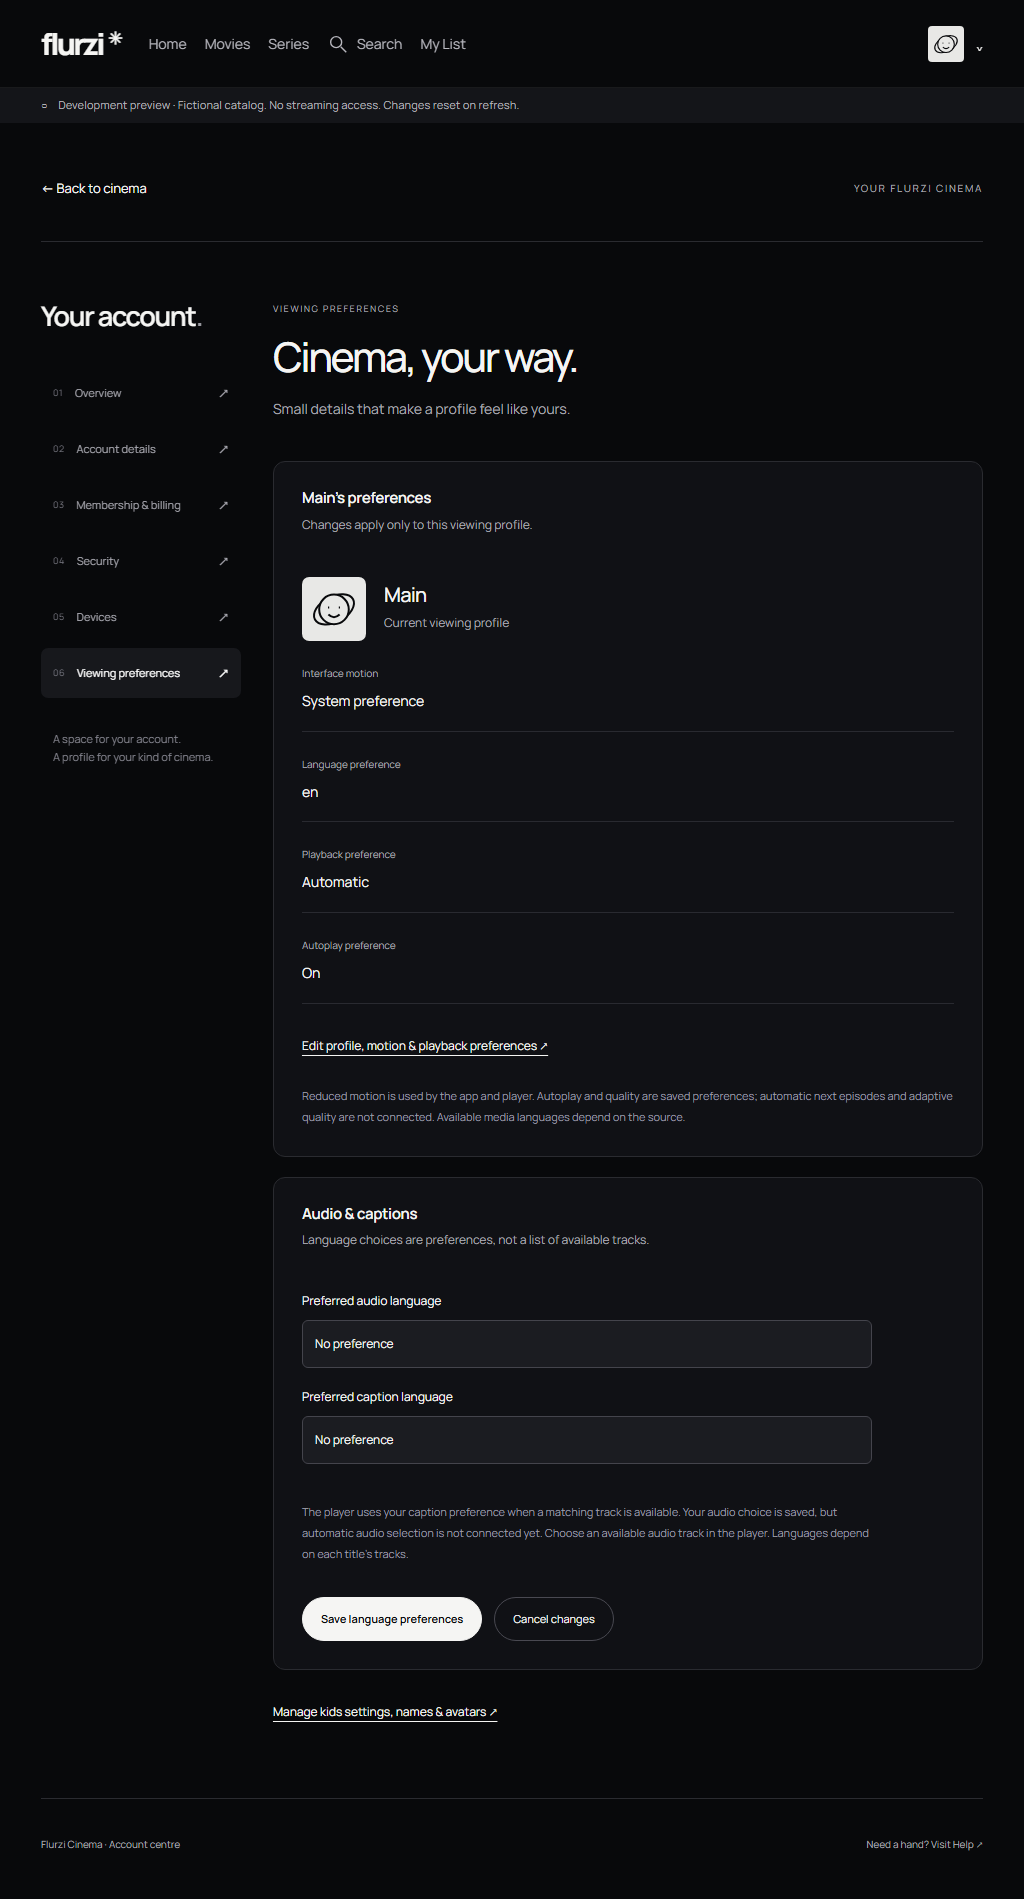 flurzi *
Home Movies Series Search My List
Development preview · Fictional catalog. No streaming access. Changes reset on refresh.
← Back to cinema
YOUR FLURZI CINEMA
Your account.
01 Overview ↗
02 Account details ↗
03 Membership & billing ↗
04 Security ↗
05 Devices ↗
06 Viewing preferences ↗
A space for your account.
A profile for your kind of cinema.
VIEWING PREFERENCES
Cinema, your way.
Small details that make a profile feel like yours.
Main's preferences
Changes apply only to this viewing profile.
Main
Current viewing profile
Interface motion
System preference
Language preference
en
Playback preference
Automatic
Autoplay preference
On
Edit profile, motion & playback preferences ↗
Reduced motion is used by the app and player. Autoplay and quality are saved preferences; automatic next episodes and adaptive
quality are not connected. Available media languages depend on the source.
Audio & captions
Language choices are preferences, not a list of available tracks.
Preferred audio language
No preference
Preferred caption language
No preference
The player uses your caption preference when a matching track is available. Your audio choice is saved, but
automatic audio selection is not connected yet. Choose an available audio track in the player. Languages depend
on each title's tracks.
Save language preferences
Cancel changes
Manage kids settings, names & avatars ↗
Flurzi Cinema · Account centre
Need a hand? Visit Help ↗